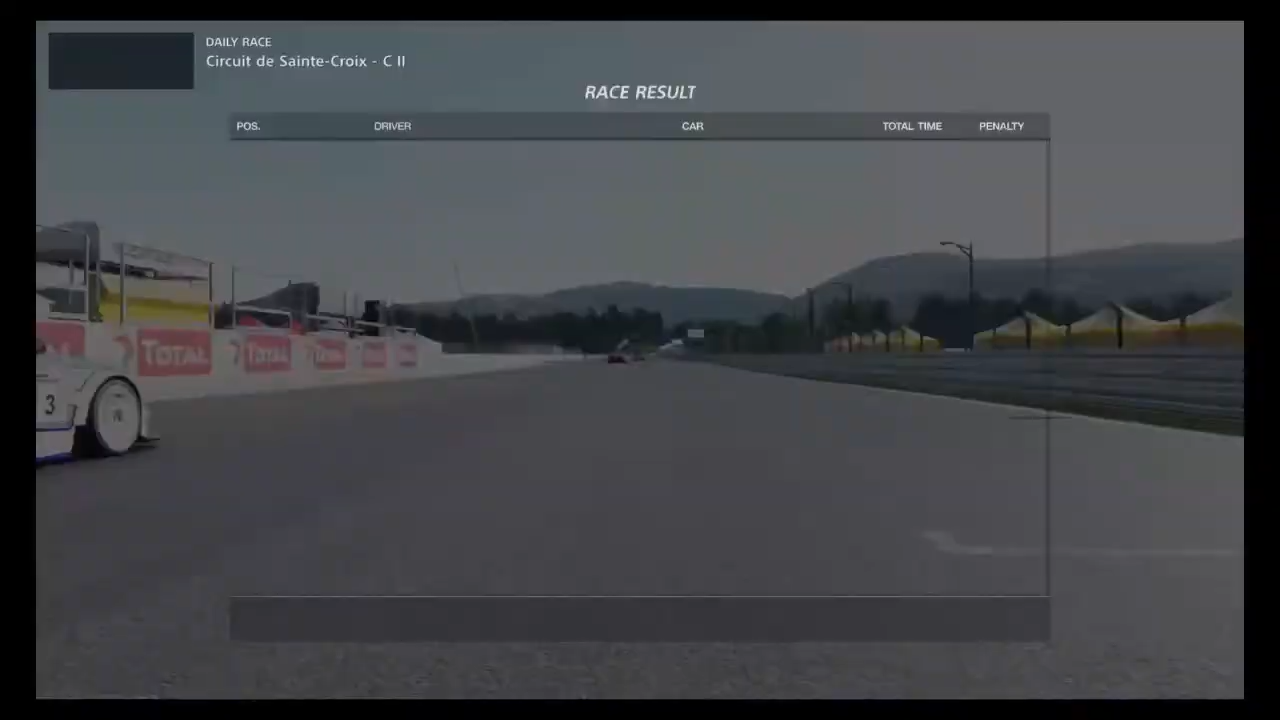 DAILY RACE
Circuit de Sainte-Croix - C II
RACE RESULT
POS. DRIVER CAR TOTAL TIME PENALTY
TOTAL TOTAL TOTAL TOTAL TOTAL
3